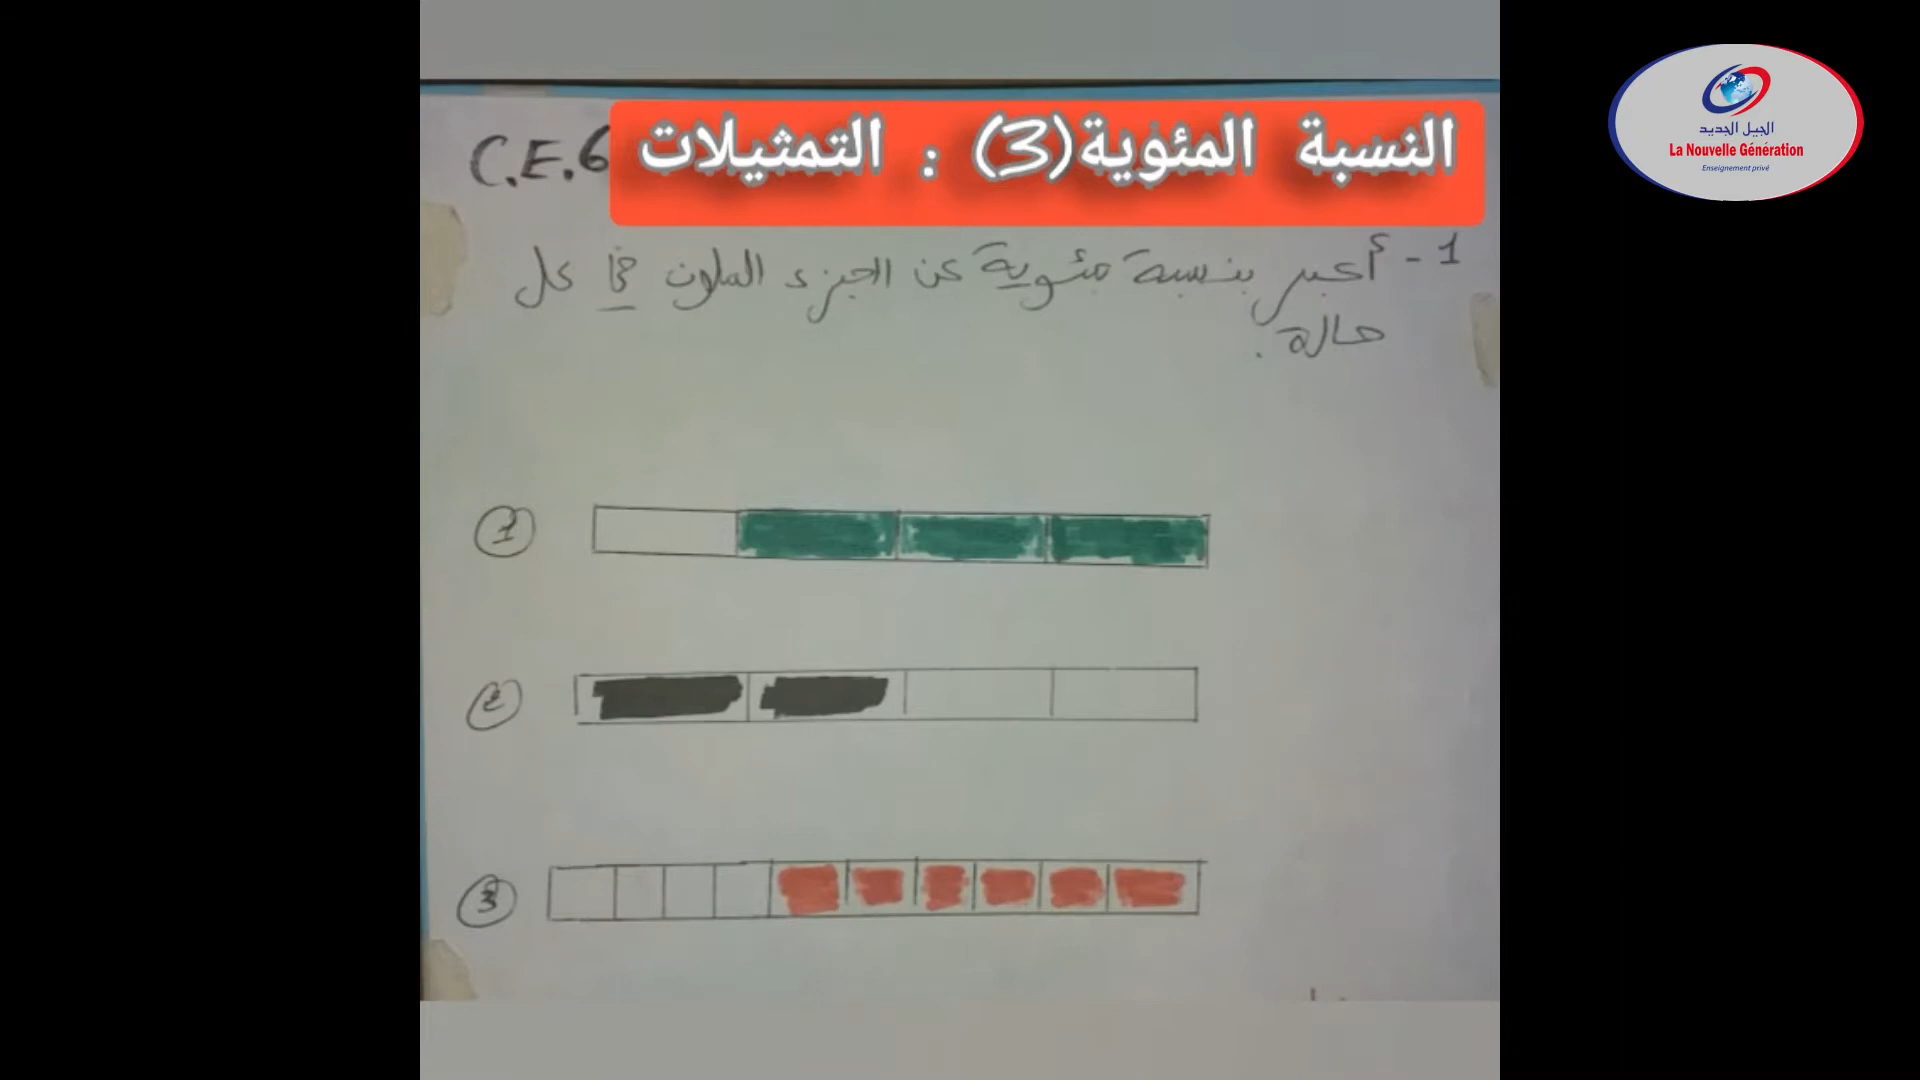 C.E.6
النسبة المئوية(3) : التمثيلات
1 - أعبر بنسبة مئوية عن الجزء الملون في كل
حالة.
1
2
3
الجيل الجديد
La Nouvelle Génération
Enseignement privé